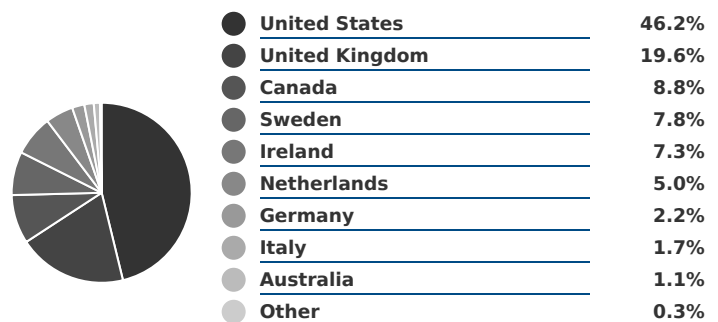 United States 46.2%
United Kingdom 19.6%
Canada 8.8%
Sweden 7.8%
Ireland 7.3%
Netherlands 5.0%
Germany 2.2%
Italy 1.7%
Australia 1.1%
Other 0.3%